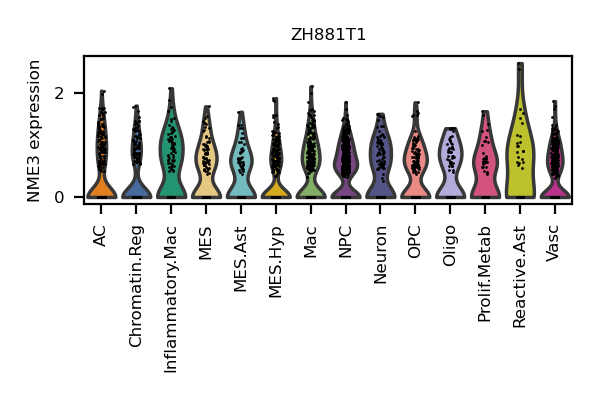 ZH881T1
NME3 expression
2
0
AC
Chromatin.Reg
Inflammatory.Mac
MES
MES.Ast
MES.Hyp
Mac
NPC
Neuron
OPC
Oligo
Prolif.Metab
Reactive.Ast
Vasc